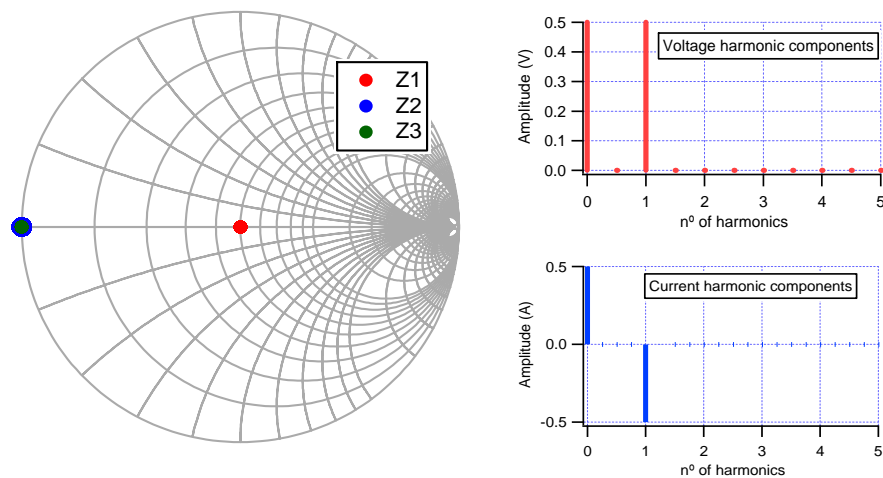 Z1
Z2
Z3
Voltage harmonic components
Amplitude (V)
0.5
0.4
0.3
0.2
0.1
0.0
0 1 2 3 4 5
nº of harmonics
Current harmonic components
Amplitude (A)
0.5
0.0
-0.5
0 1 2 3 4 5
nº of harmonics